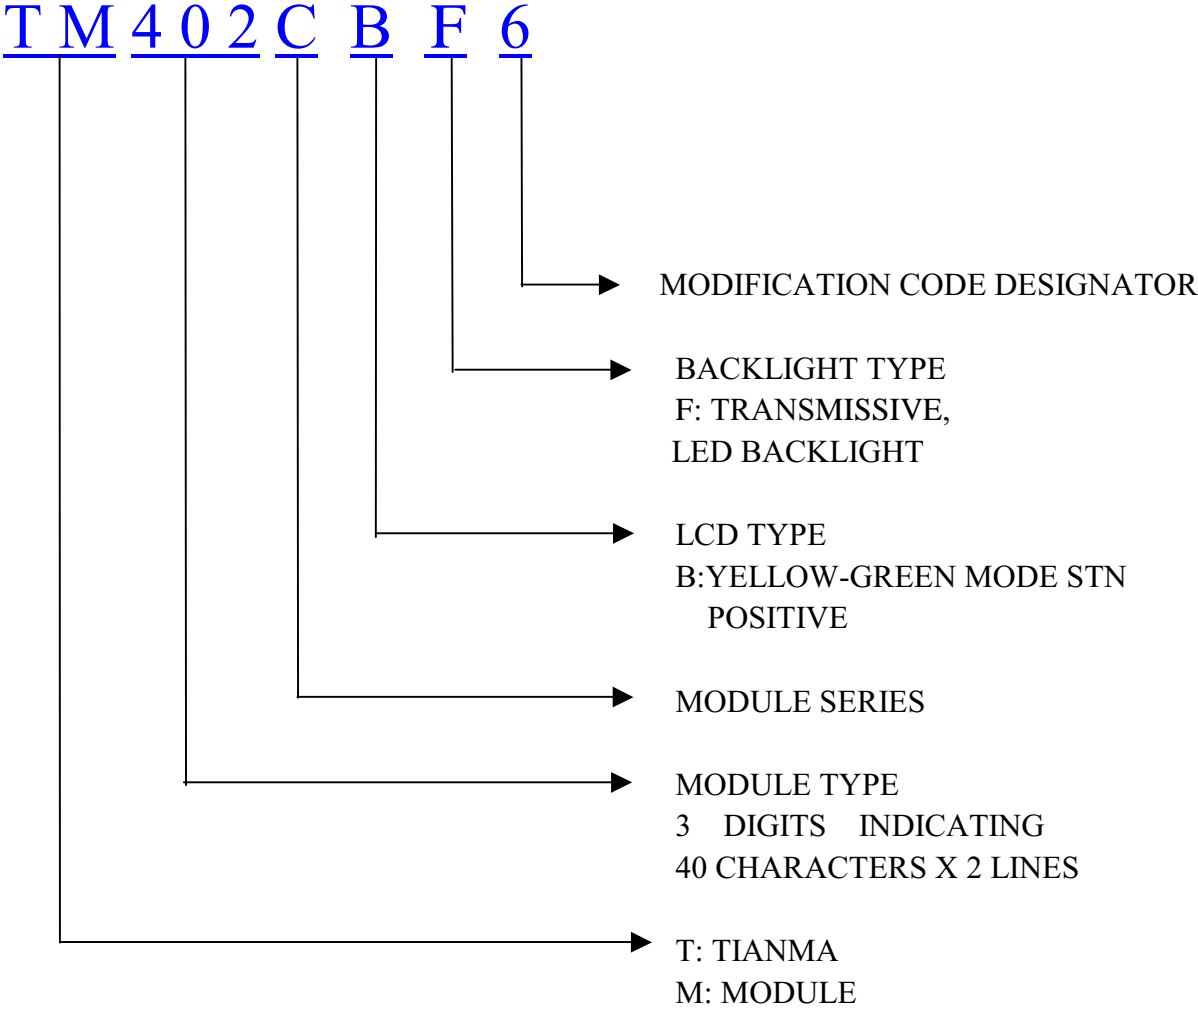 T M 4 0 2 C B F 6
MODIFICATION CODE DESIGNATOR
BACKLIGHT TYPE
F: TRANSMISSIVE,
LED BACKLIGHT
LCD TYPE
B:YELLOW-GREEN MODE STN
POSITIVE
MODULE SERIES
MODULE TYPE
3 DIGITS INDICATING
40 CHARACTERS X 2 LINES
T: TIANMA
M: MODULE